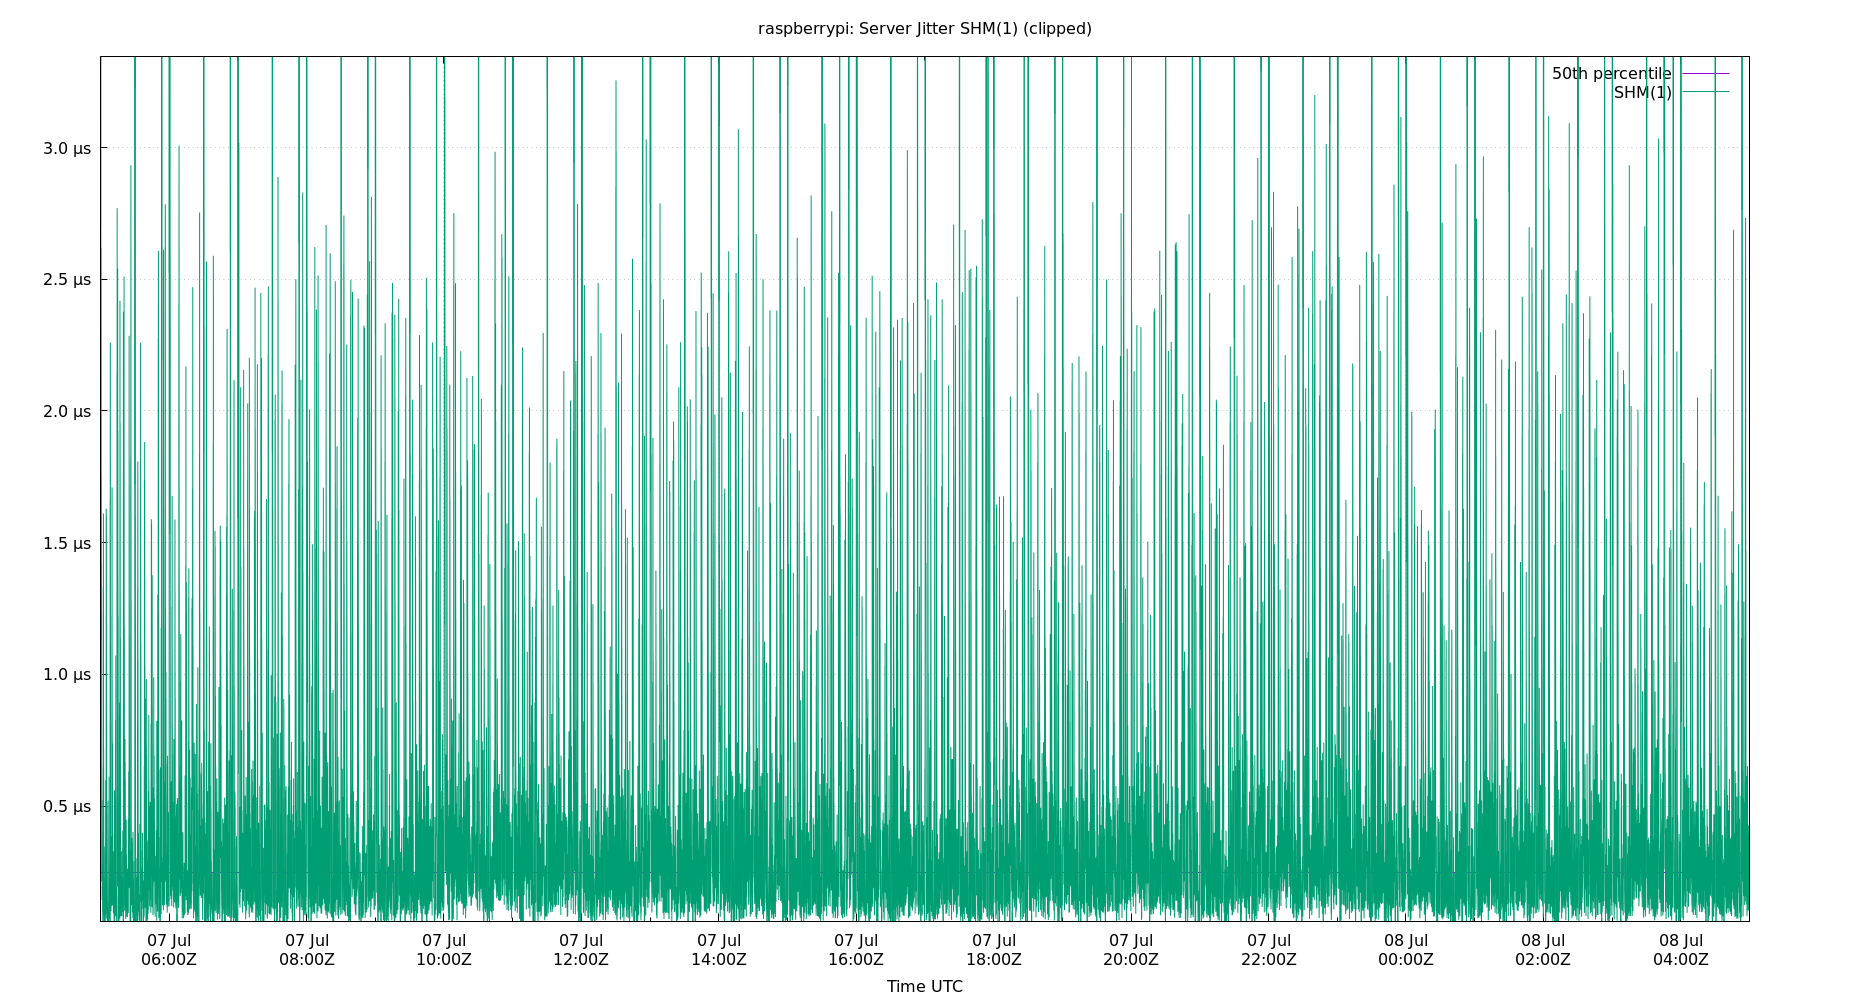 raspberrypi: Server Jitter SHM(1) (clipped)
50th percentile
SHM(1)
3.0 µs
2.5 µs
2.0 µs
1.5 µs
1.0 µs
0.5 µs
07 Jul 07 Jul 07 Jul 07 Jul 07 Jul 07 Jul 07 Jul 07 Jul 07 Jul 08 Jul 08 Jul 08 Jul
06:00Z 08:00Z 10:00Z 12:00Z 14:00Z 16:00Z 18:00Z 20:00Z 22:00Z 00:00Z 02:00Z 04:00Z
Time UTC